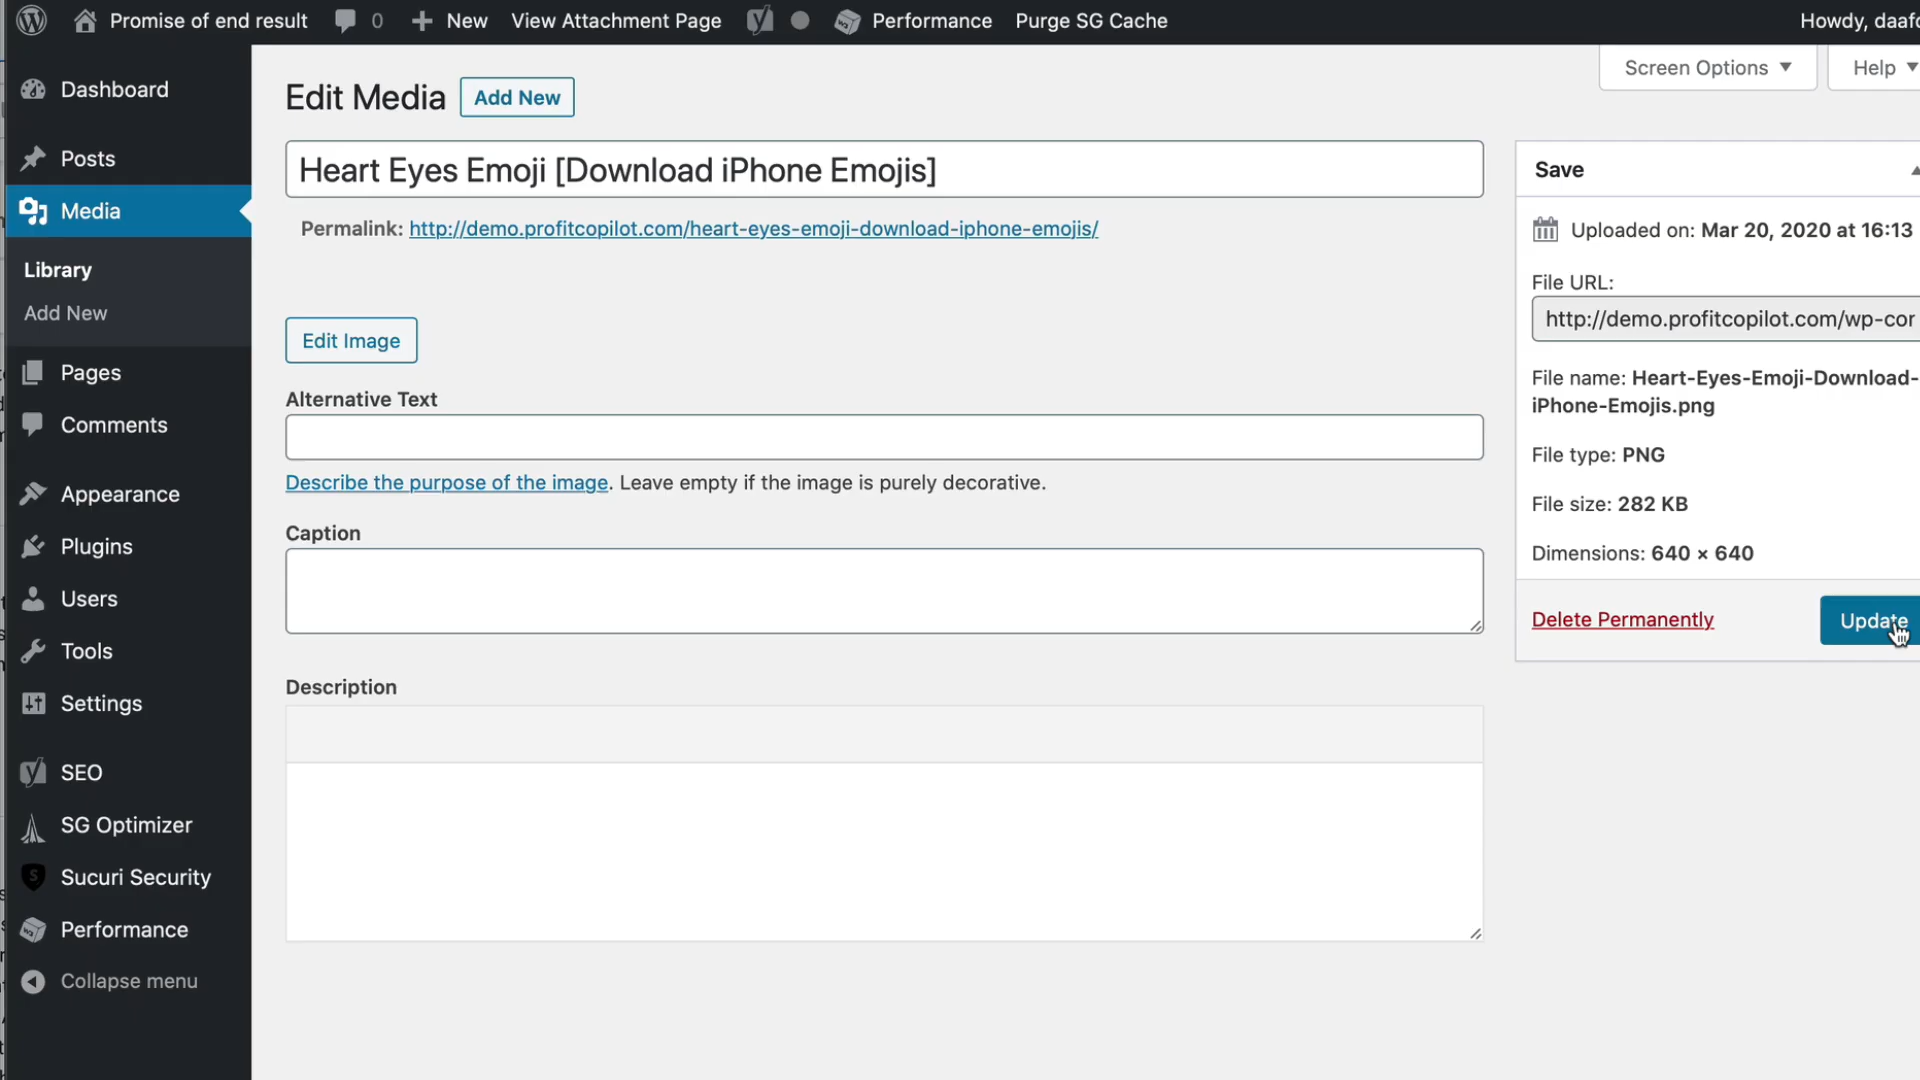 Promise of end result
0
New
View Attachment Page
Performance
Purge SG Cache
Howdy,
Screen Options
Help
Dashboard
Posts
Media
Library
Add New
Pages
Comments
Appearance
Plugins
Users
Tools
Settings
SEO
SG Optimizer
Sucuri Security
Performance
Collapse menu
Edit Media
Add New
Heart Eyes Emoji [Download iPhone Emojis]
Permalink: http://demo.profitcopilot.com/heart-eyes-emoji-download-iphone-emojis/
Edit Image
Alternative Text
Describe the purpose of the image. Leave empty if the image is purely decorative.
Caption
Description
Save
Uploaded on: Mar 20, 2020 at 16:13
File URL:
http://demo.profitcopilot.com/wp-cor
File name: Heart-Eyes-Emoji-Download-
iPhone-Emojis.png
File type: PNG
File size: 282 KB
Dimensions: 640 × 640
Delete Permanently
Update